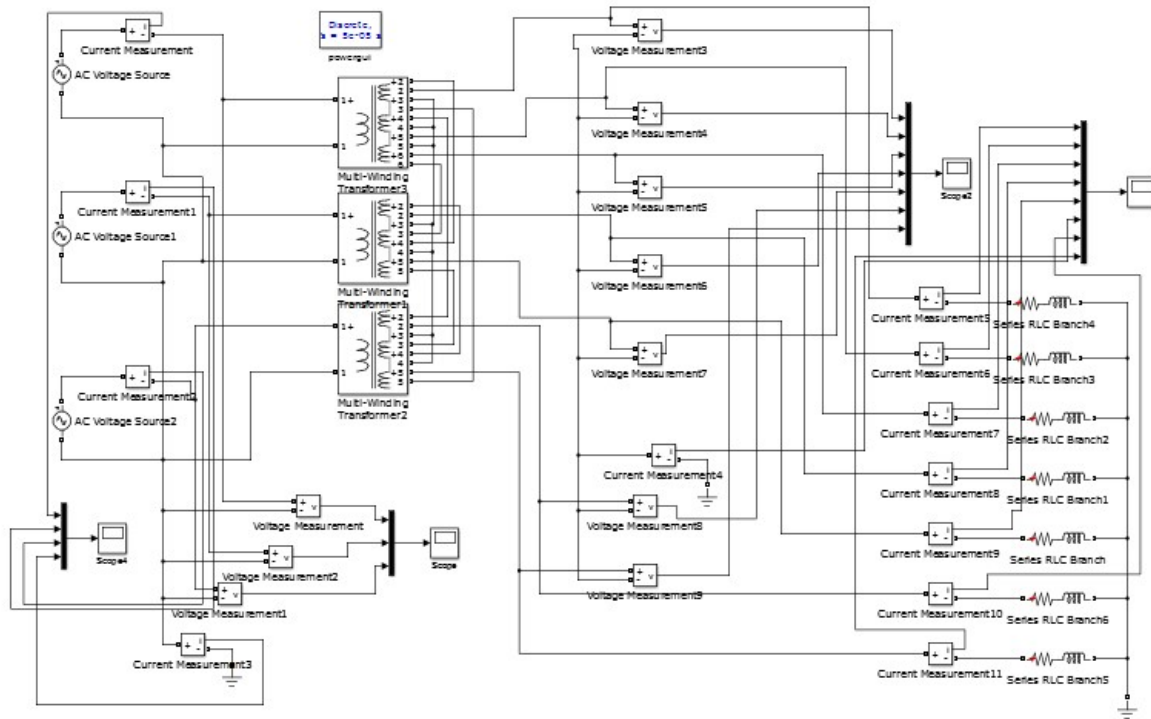 Discrete,
s = 5e-05 s
powergui
Current Measurement
AC Voltage Source
Current Measurement1
AC Voltage Source1
AC Voltage Source2
Multi-Winding
Transformer3
Multi-Winding
Transformer1
Multi-Winding
Transformer2
Voltage Measurement3
Voltage Measurement4
Voltage Measurement5
Voltage Measurement6
Voltage Measurement7
Current Measurement4
Voltage Measurement8
Voltage Measurement9
Scope2
Current Measurement5
Series RLC Branch4
Current Measurement6
Series RLC Branch3
Current Measurement7
Series RLC Branch2
Current Measurement8
Series RLC Branch1
Current Measurement9
Series RLC Branch
Current Measurement10
Series RLC Branch6
Current Measurement11
Series RLC Branch5
Scope4
Voltage Measurement
Voltage Measurement2
Voltage Measurement1
Scope
Current Measurement3